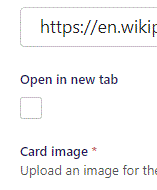 https://en.wikip
Open in new tab
Card image *
Upload an image for the